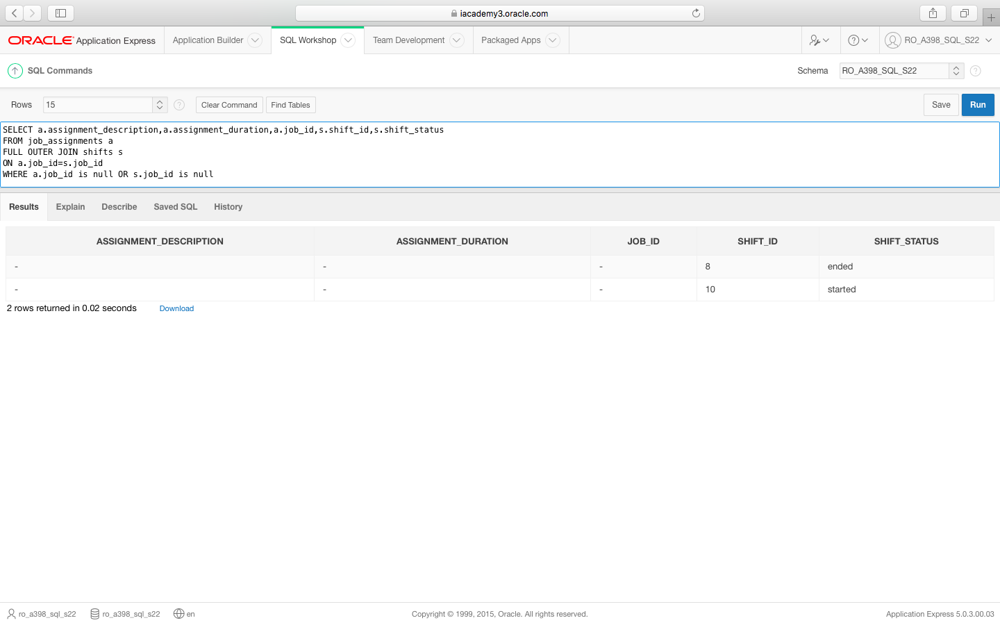 iacademy3.oracle.com
ORACLE Application Express Application Builder SQL Workshop Team Development Packaged Apps RO_A398_SQL_S22
SQL Commands Schema RO_A398_SQL_S22 ?
Rows 15 ? Clear Command Find Tables Save Run
SELECT a.assignment_description,a.assignment_duration,a.job_id,s.shift_id,s.shift_status
FROM job_assignments a
FULL OUTER JOIN shifts s
ON a.job_id=s.job_id
WHERE a.job_id is null OR s.job_id is null
Results Explain Describe Saved SQL History
ASSIGNMENT_DESCRIPTION ASSIGNMENT_DURATION JOB_ID SHIFT_ID SHIFT_STATUS
- - - 8 ended
- - - 10 started
2 rows returned in 0.02 seconds Download
ro_a398_sql_s22 ro_a398_sql_s22 en Copyright © 1999, 2015, Oracle. All rights reserved. Application Express 5.0.3.00.03